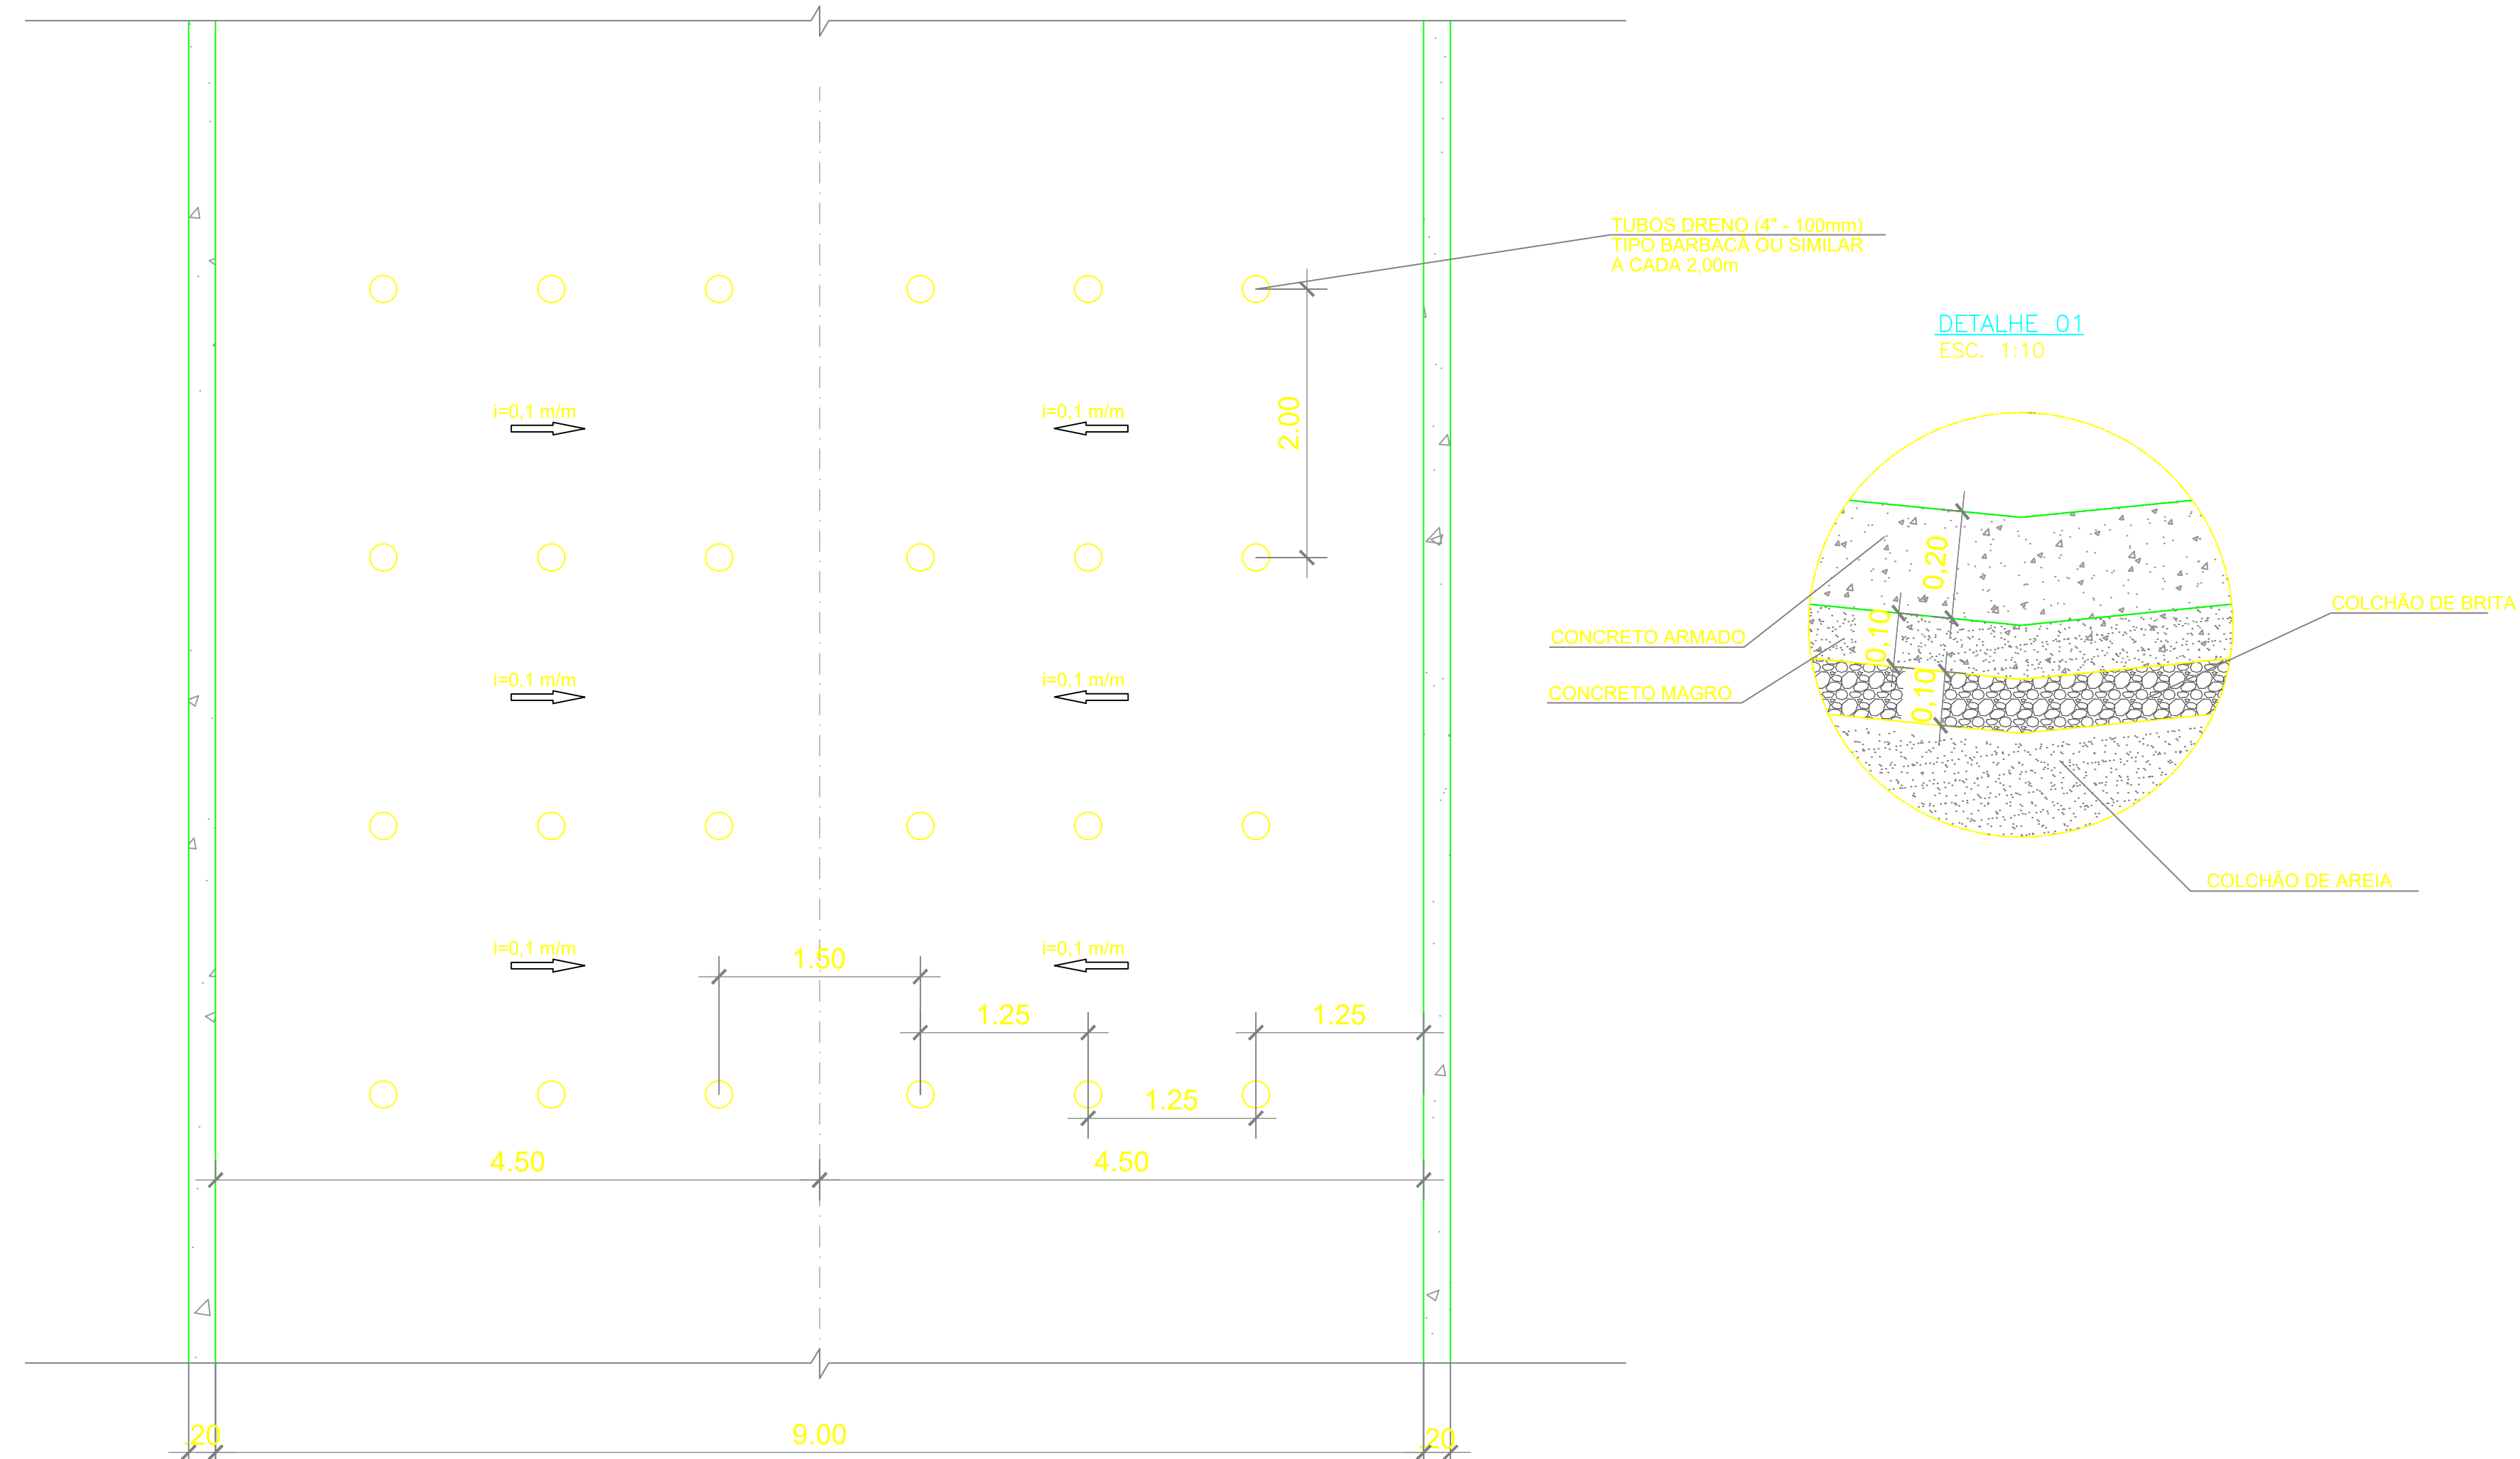 TUBOS DRENO (4" - 100mm)
TIPO BARBACÃ OU SIMILAR
A CADA 2,00m
DETALHE 01
ESC. 1:10
i=0,1 m/m
i=0,1 m/m
2.00
0,20
0,10
0,10
COLCHÃO DE BRITA
CONCRETO ARMADO
CONCRETO MAGRO
i=0,1 m/m
i=0,1 m/m
COLCHÃO DE AREIA
i=0,1 m/m
i=0,1 m/m
1.50
1.25
1.25
1.25
4.50
4.50
.20
9.00
.20